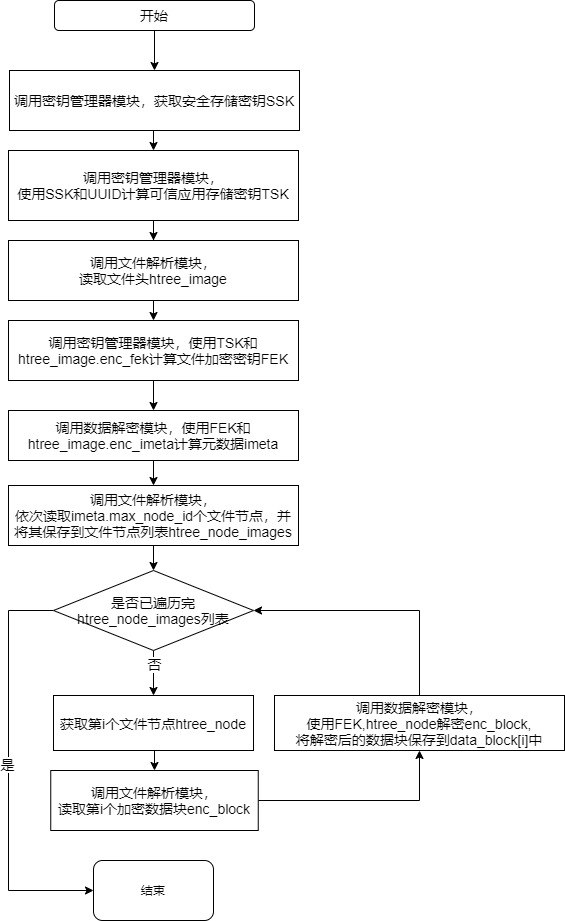 开始
调用密钥管理器模块，获取安全存储密钥SSK
调用密钥管理器模块，
使用SSK和UUID计算可信应用存储密钥TSK
调用文件解析模块，
读取文件头htree_image
调用密钥管理器模块，使用TSK和
htree_image.enc_fek计算文件加密密钥FEK
调用数据解密模块，使用FEK和
htree_image.enc_imeta计算元数据imeta
调用文件解析模块，
依次读取imeta.max_node_id个文件节点，并
将其保存到文件节点列表htree_node_images
是否已遍历完
htree_node_images列表
否
获取第i个文件节点htree_node
调用数据解密模块，
使用FEK,htree_node解密enc_block,
将解密后的数据块保存到data_block[i]中
是
调用文件解析模块，
读取第i个加密数据块enc_block
结束